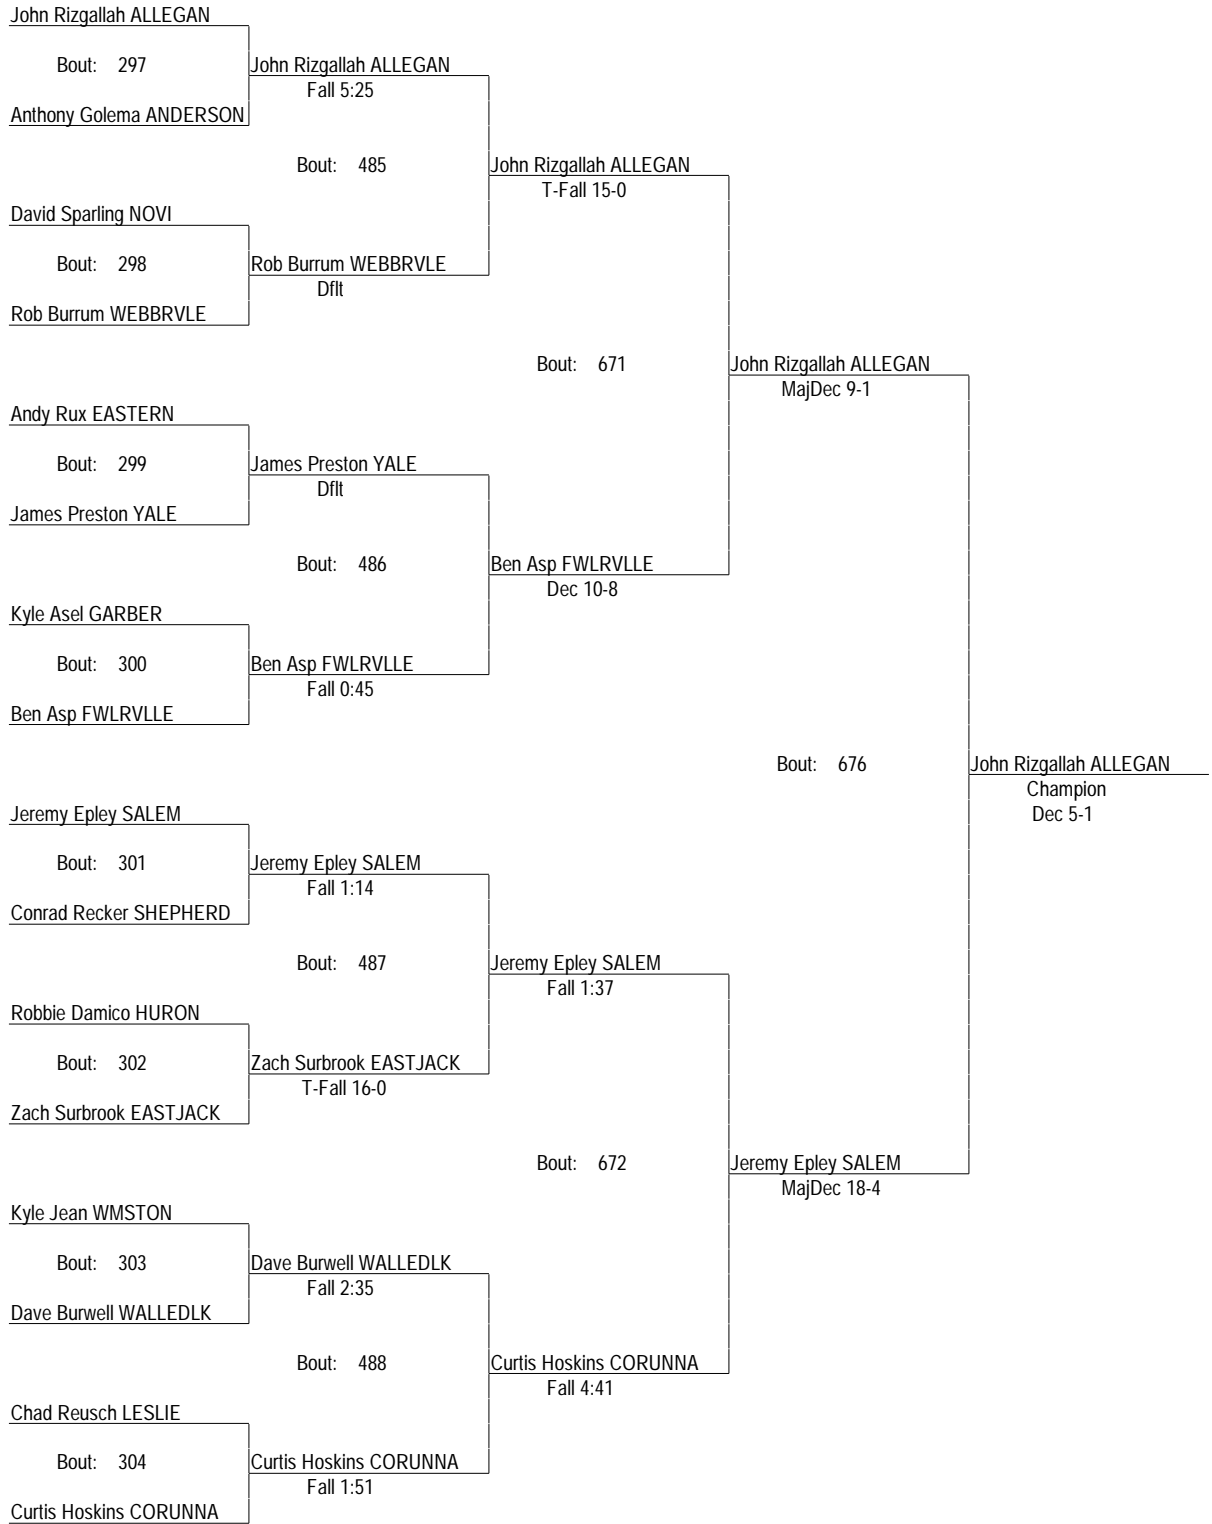 John Rizgallah ALLEGAN
Bout: 297 John Rizgallah ALLEGAN
Fall 5:25
Anthony Golema ANDERSON
Bout: 485 John Rizgallah ALLEGAN
T-Fall 15-0
David Sparling NOVI
Bout: 298 Rob Burrum WEBBRVLE
Dflt
Rob Burrum WEBBRVLE
Bout: 671 John Rizgallah ALLEGAN
MajDec 9-1
Andy Rux EASTERN
Bout: 299 James Preston YALE
Dflt
James Preston YALE
Bout: 486 Ben Asp FWLRVLLE
Dec 10-8
Kyle Asel GARBER
Bout: 300 Ben Asp FWLRVLLE
Fall 0:45
Ben Asp FWLRVLLE
Bout: 676 John Rizgallah ALLEGAN
Champion
Dec 5-1
Jeremy Epley SALEM
Bout: 301 Jeremy Epley SALEM
Fall 1:14
Conrad Recker SHEPHERD
Bout: 487 Jeremy Epley SALEM
Fall 1:37
Robbie Damico HURON
Bout: 302 Zach Surbrook EASTJACK
T-Fall 16-0
Zach Surbrook EASTJACK
Bout: 672 Jeremy Epley SALEM
MajDec 18-4
Kyle Jean WMSTON
Bout: 303 Dave Burwell WALLEDLK
Fall 2:35
Dave Burwell WALLEDLK
Bout: 488 Curtis Hoskins CORUNNA
Fall 4:41
Chad Reusch LESLIE
Bout: 304 Curtis Hoskins CORUNNA
Fall 1:51
Curtis Hoskins CORUNNA